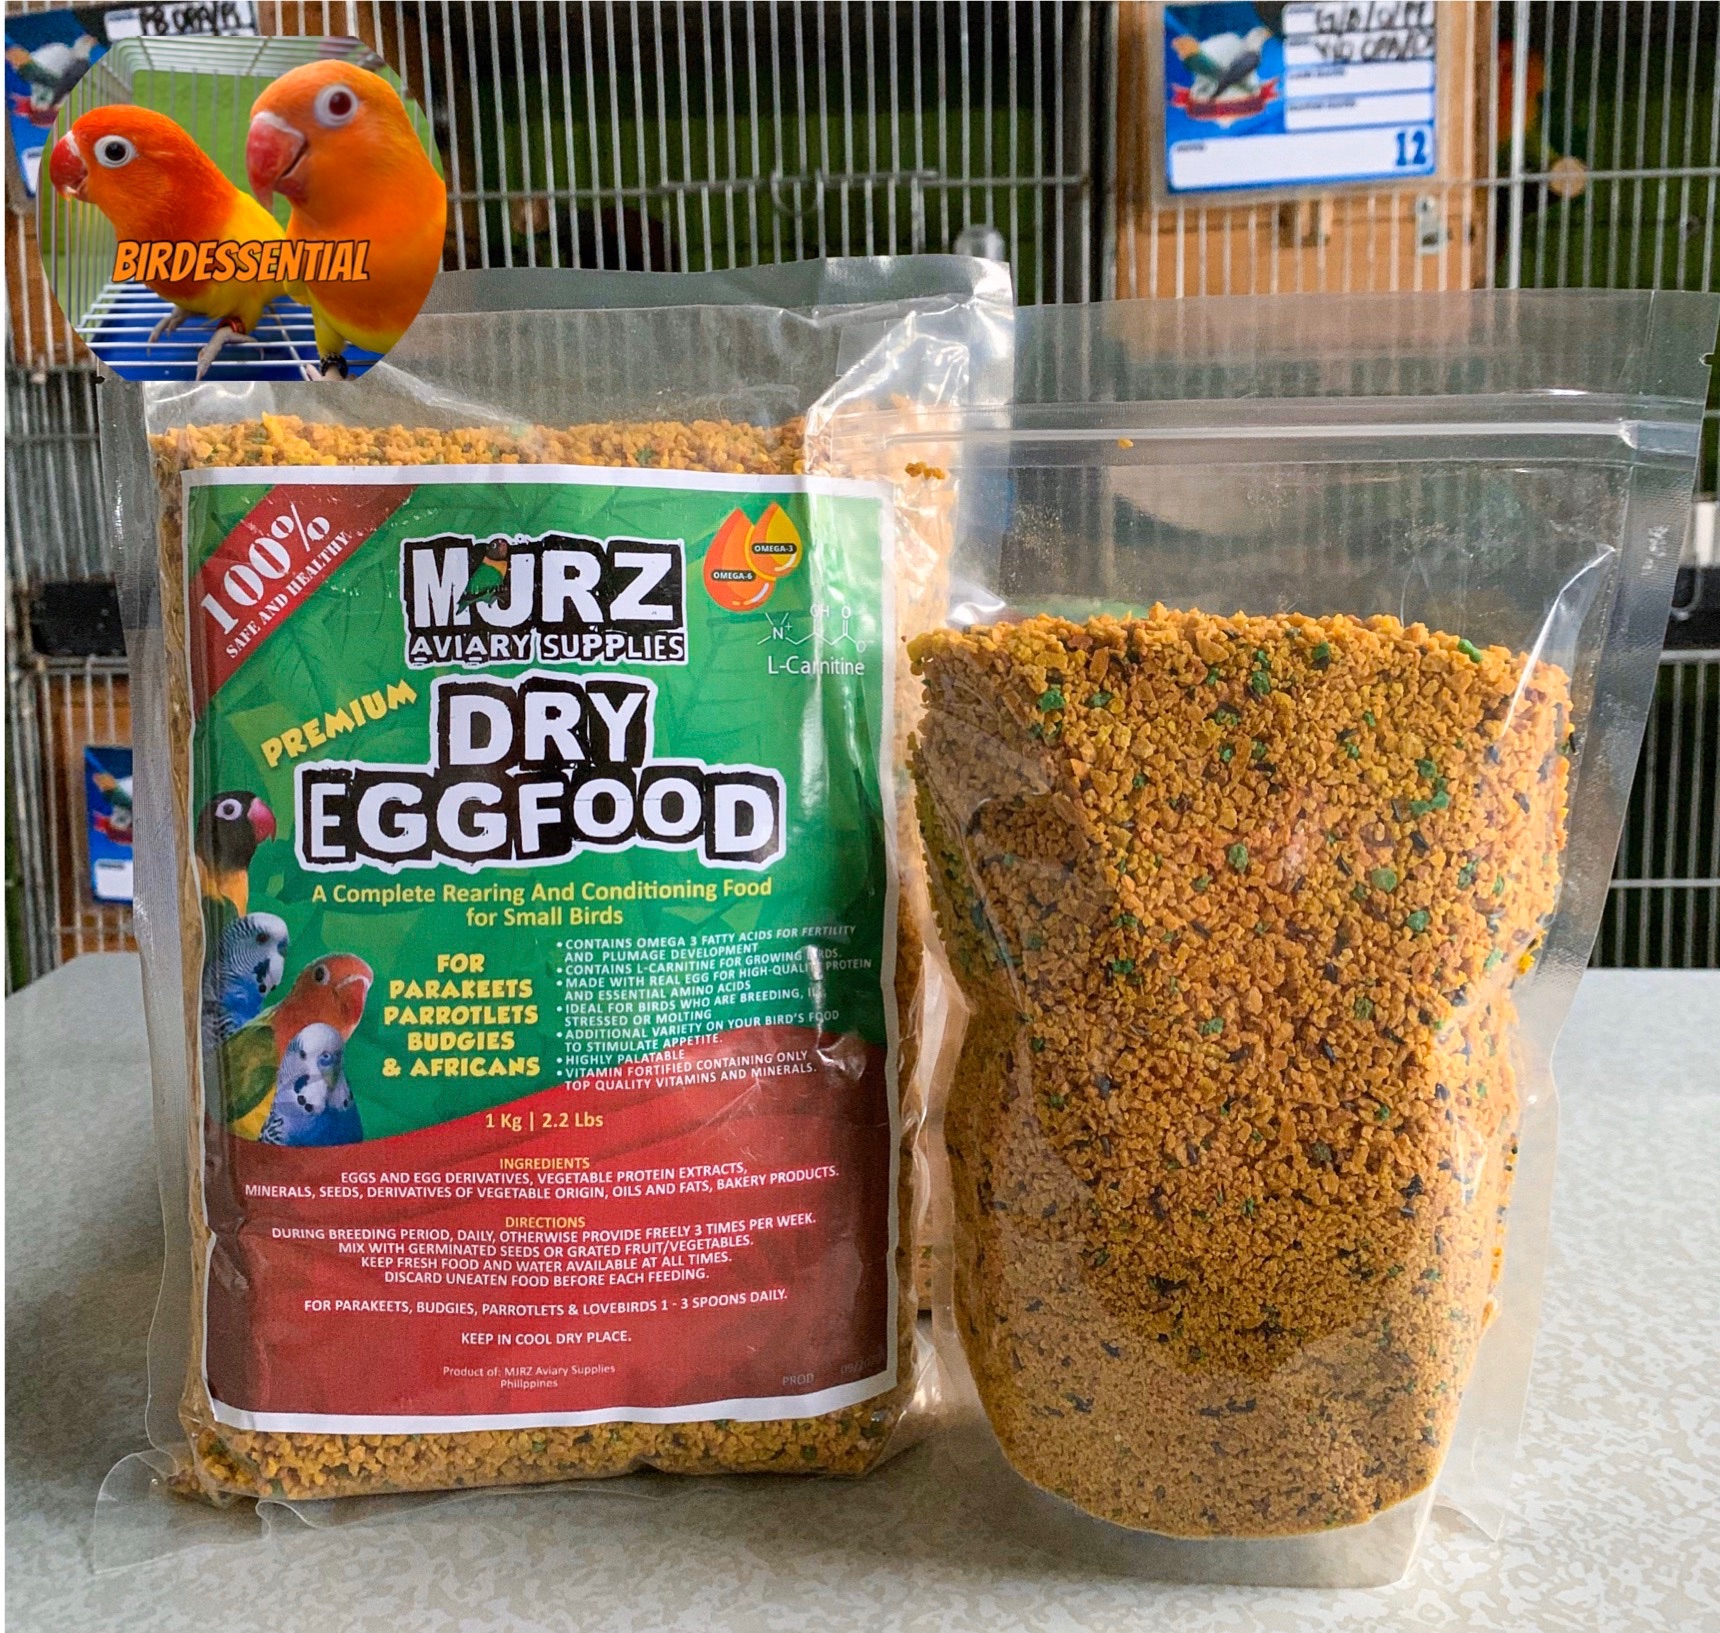 BIRDESSENTIAL
12
100%
SAFE AND HEALTHY
MJRZ
AVIARY SUPPLIES
OMEGA-3
OMEGA-6
OH O
N+
O-
L-Carnitine
PREMIUM
DRY
EGGFOOD
A Complete Rearing And Conditioning Food
for Small Birds
FOR
PARAKEETS
PARROTLETS
BUDGIES
& AFRICANS
• CONTAINS OMEGA 3 FATTY ACIDS FOR FERTILITY
AND PLUMAGE DEVELOPMENT
• CONTAINS L-CARNITINE FOR GROWING BIRDS.
• MADE WITH REAL EGG FOR HIGH-QUALITY PROTEIN
AND ESSENTIAL AMINO ACIDS
• IDEAL FOR BIRDS WHO ARE BREEDING,
STRESSED OR MOLTING
• ADDITIONAL VARIETY ON YOUR BIRD'S FOOD
TO STIMULATE APPETITE.
• HIGHLY PALATABLE
• VITAMIN FORTIFIED CONTAINING ONLY
TOP QUALITY VITAMINS AND MINERALS.
1 Kg | 2.2 Lbs
INGREDIENTS
EGGS AND EGG DERIVATIVES, VEGETABLE PROTEIN EXTRACTS,
MINERALS, SEEDS, DERIVATIVES OF VEGETABLE ORIGIN, OILS AND FATS, BAKERY PRODUCTS.
DIRECTIONS
DURING BREEDING PERIOD, DAILY, OTHERWISE PROVIDE FREELY 3 TIMES PER WEEK.
MIX WITH GERMINATED SEEDS OR GRATED FRUIT/VEGETABLES.
KEEP FRESH FOOD AND WATER AVAILABLE AT ALL TIMES.
DISCARD UNEATEN FOOD BEFORE EACH FEEDING.
FOR PARAKEETS, BUDGIES, PARROTLETS & LOVEBIRDS 1 - 3 SPOONS DAILY.
KEEP IN COOL DRY PLACE.
Product of: MJRZ Aviary Supplies
Philippines
PROD